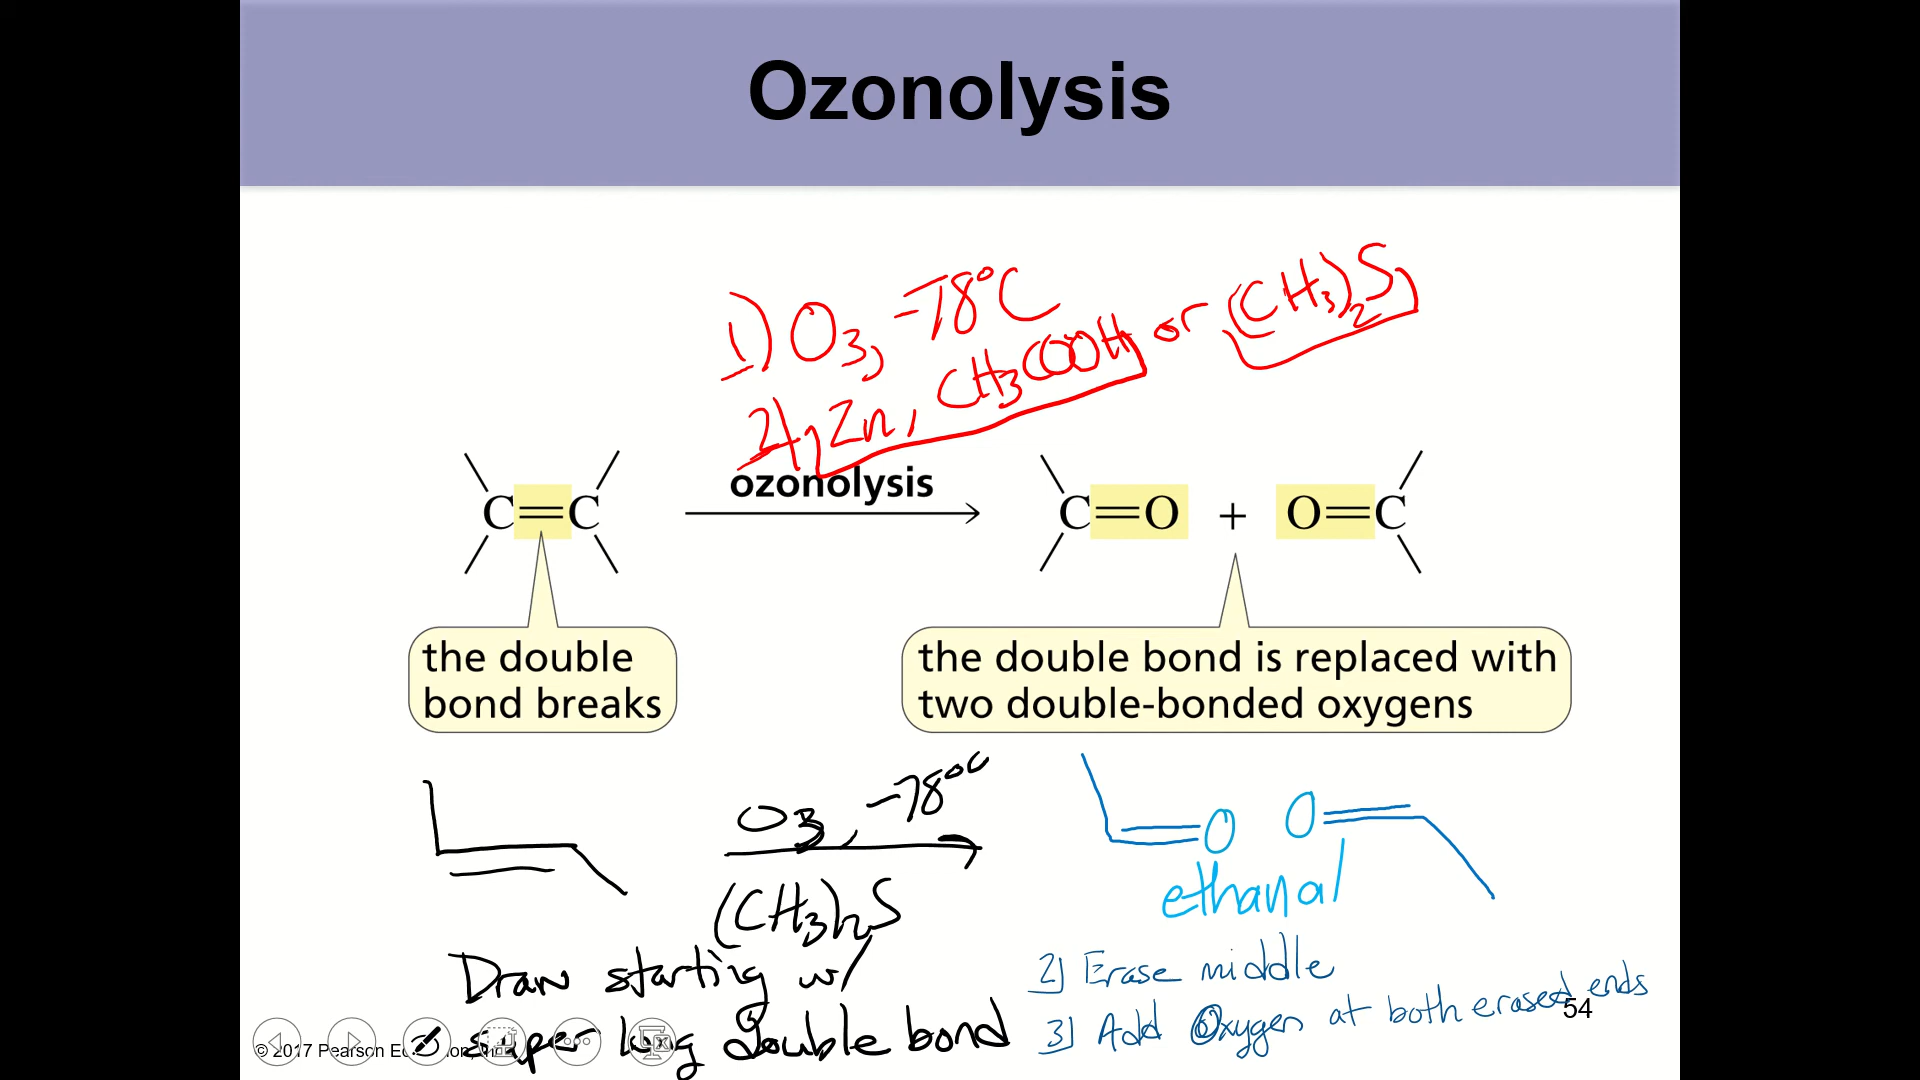 Ozonolysis
1) O3, -78°C
2) Zn, CH3COOH or (CH3)2S
ozonolysis
C=C
C=O + O=C
the double
bond breaks
the double bond is replaced with
two double-bonded oxygens
O3, -78°C
(CH3)2S
O O
ethanal
Draw starting w/
super long double bond
2) Erase middle
3) Add Oxygen at both erased ends
54
© 2017 Pearson